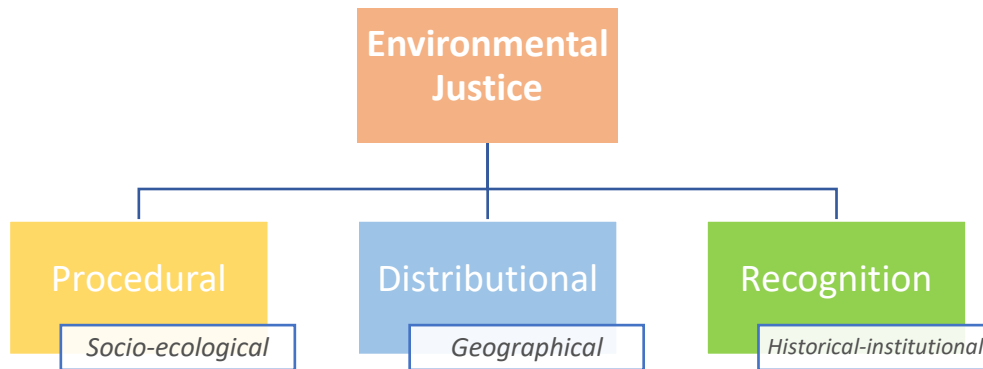 Environmental
Justice
Procedural
Distributional
Recognition
Socio-ecological
Geographical
Historical-institutional